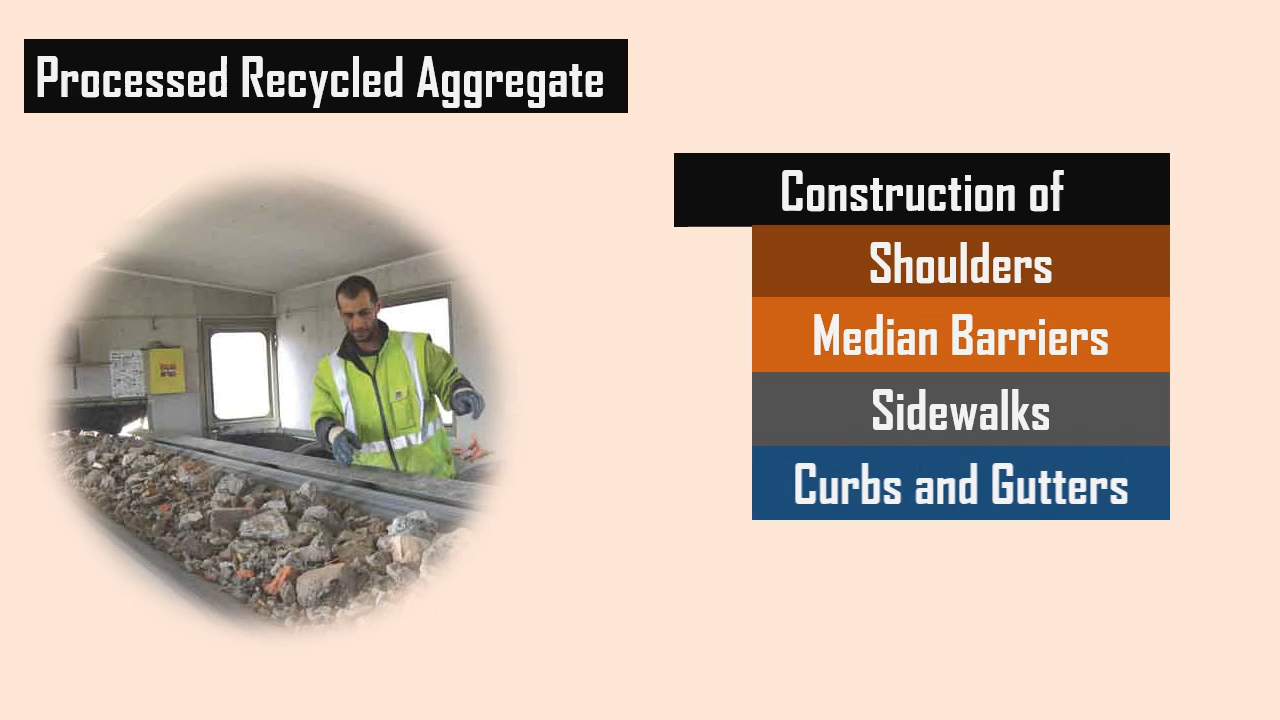 Processed Recycled Aggregate
Construction of
Shoulders
Median Barriers
Sidewalks
Curbs and Gutters